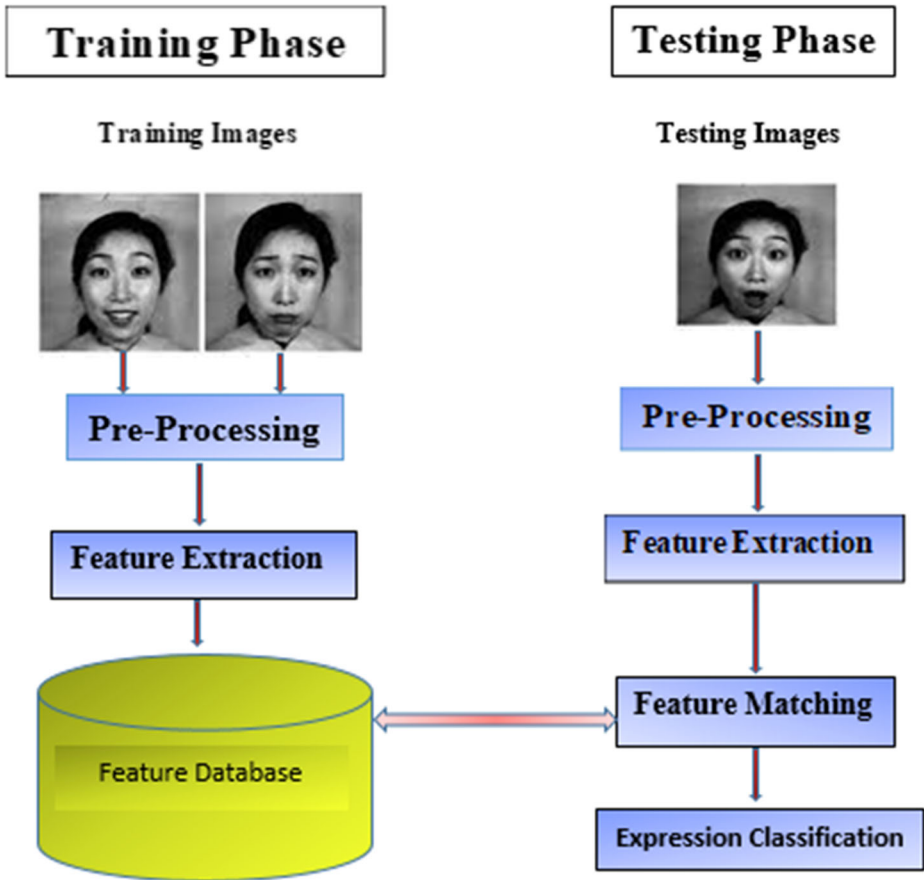 Training Phase
Training Images
Pre-Processing
Feature Extraction
Feature Database
Testing Phase
Testing Images
Pre-Processing
Feature Extraction
Feature Matching
Expression Classification